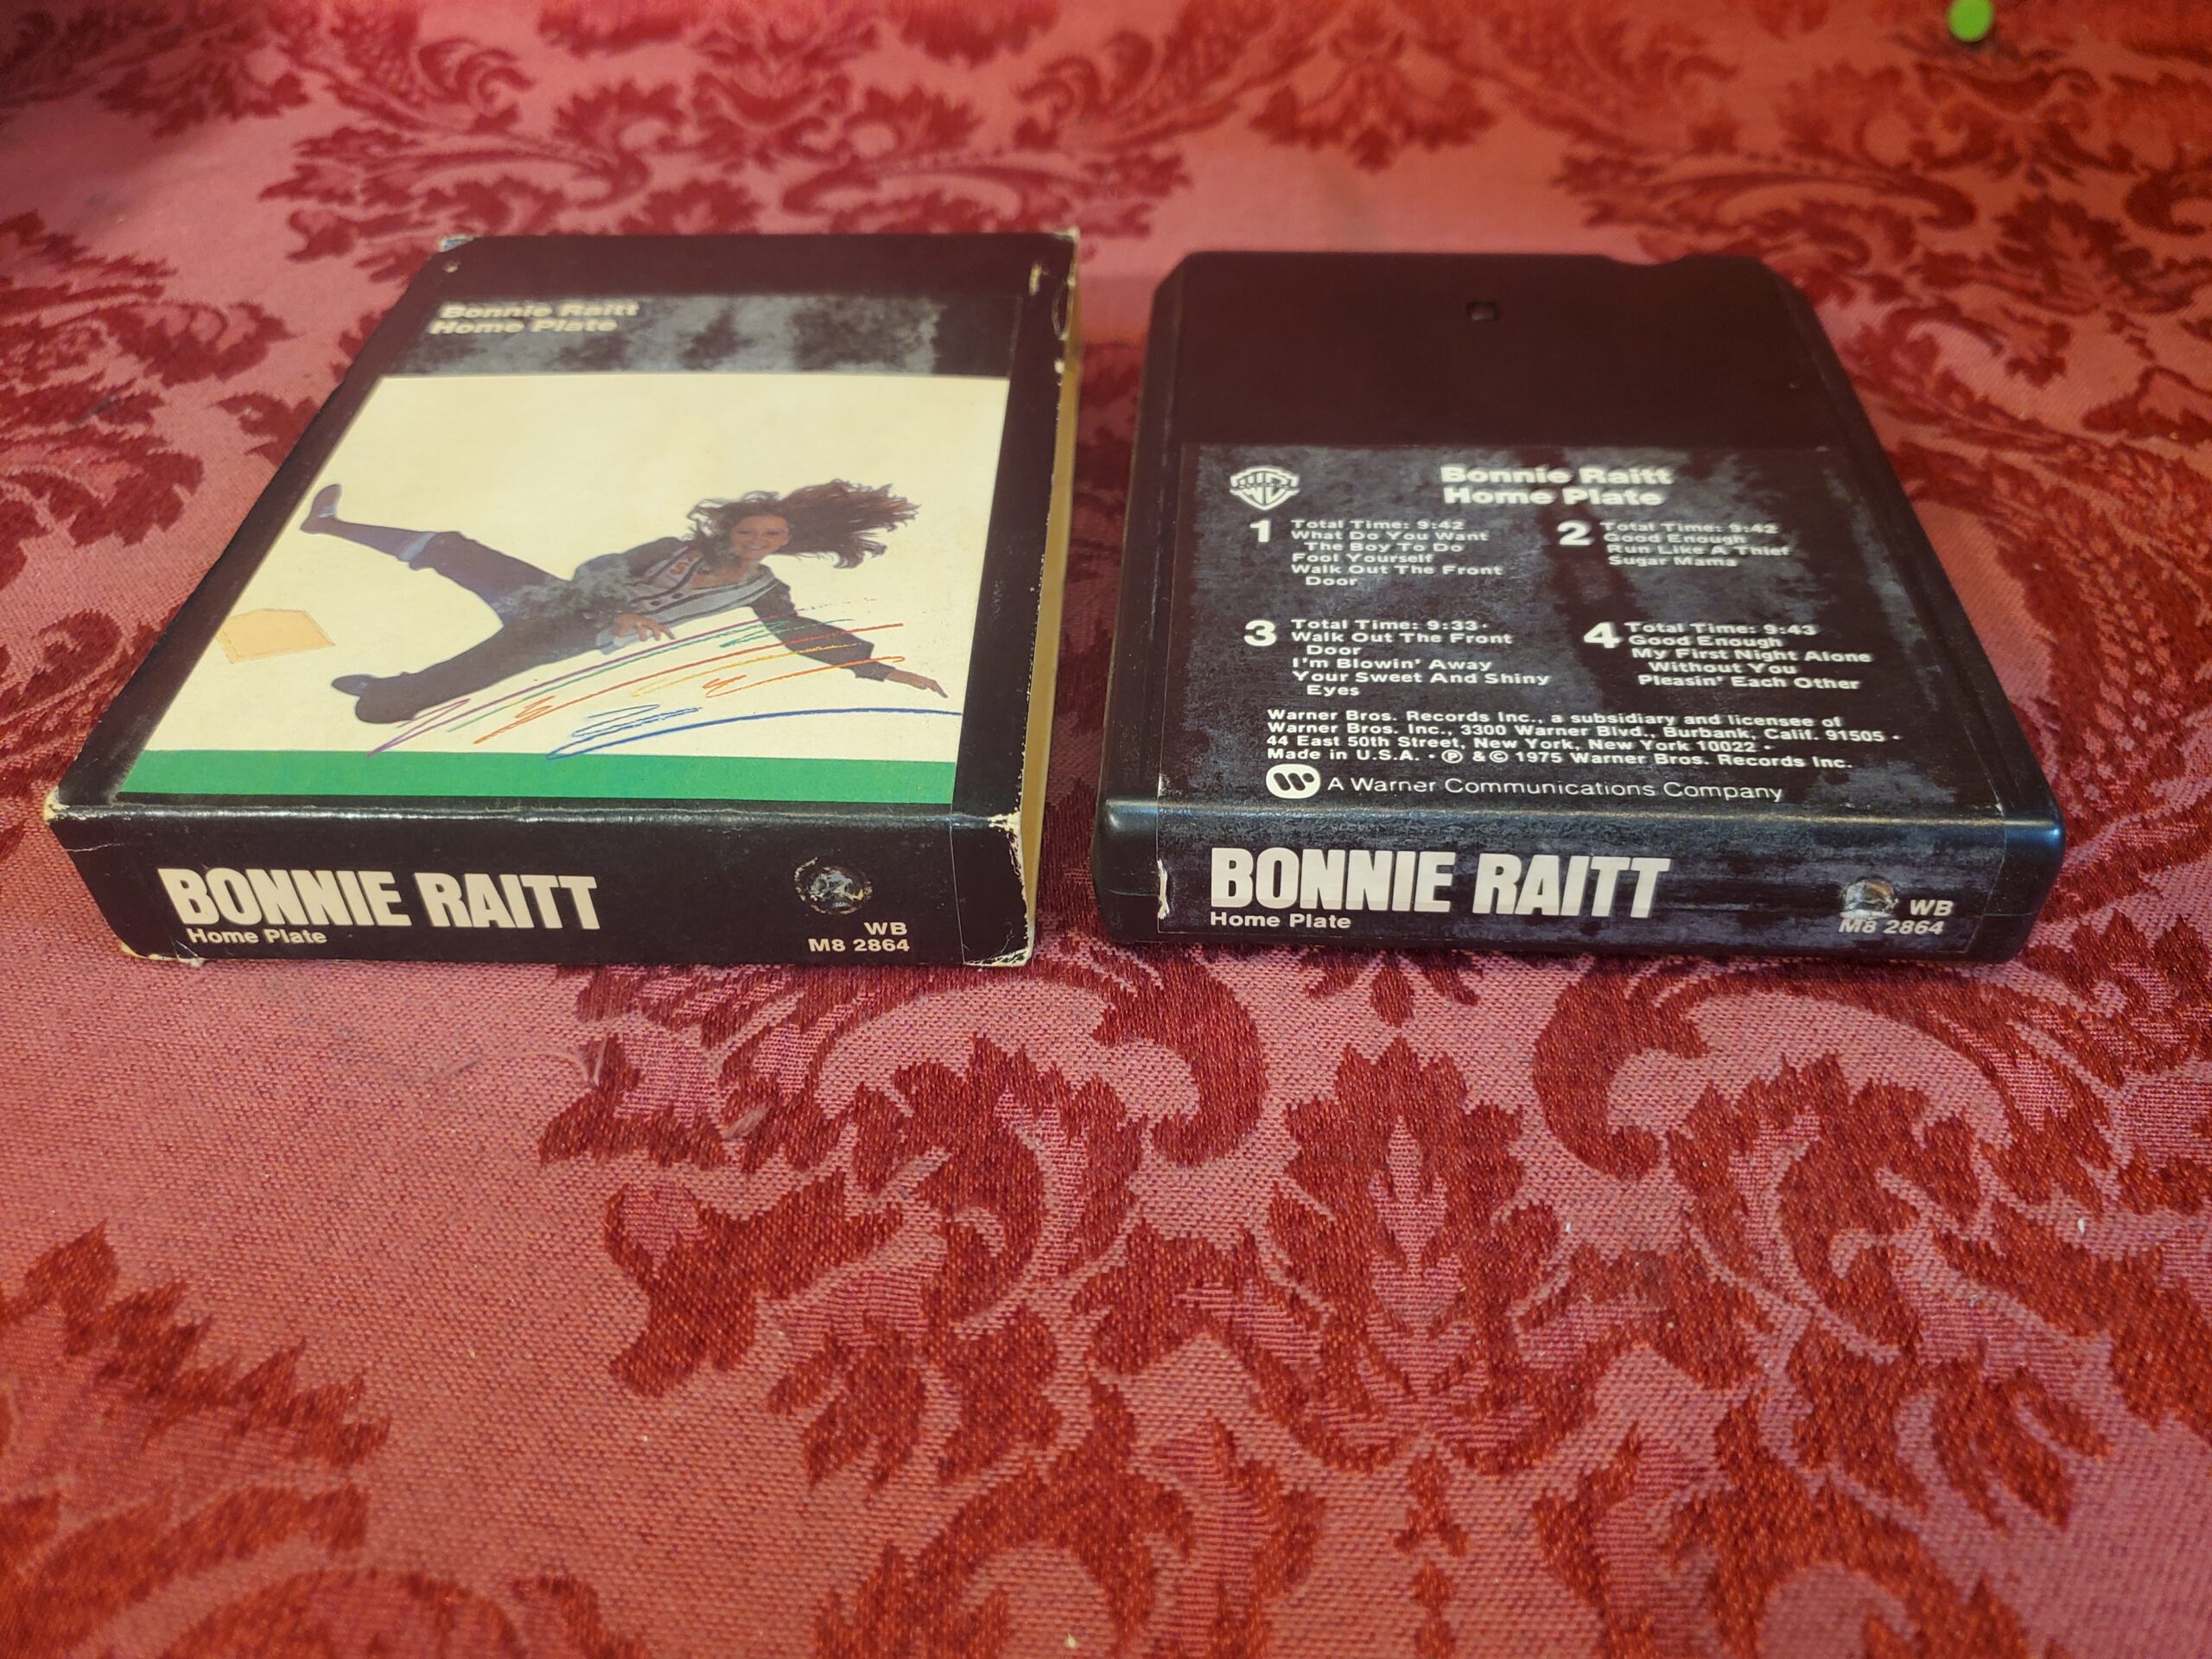 Bonnie Raitt
Home Plate
BONNIE RAITT
Home Plate
WB
M8 2864
Bonnie Raitt
Home Plate
1 Total Time: 9:42
What Do You Want
The Boy To Do
Fool Yourself
Walk Out The Front
Door
2 Total Time: 9:42
Good Enough
Run Like A Thief
Sugar Mama
3 Total Time: 9:33
Walk Out The Front
Door
I'm Blowin' Away
Your Sweet And Shiny
Eyes
4 Total Time: 9:43
Good Enough
My First Night Alone
Without You
Pleasin' Each Other
Warner Bros. Records Inc., a subsidiary and licensee of
Warner Bros. Inc., 3300 Warner Blvd., Burbank, Calif. 91505 •
44 East 50th Street, New York, New York 10022 •
Made in U.S.A. • ℗ & © 1975 Warner Bros. Records Inc.
A Warner Communications Company
BONNIE RAITT
Home Plate
WB
M8 2864